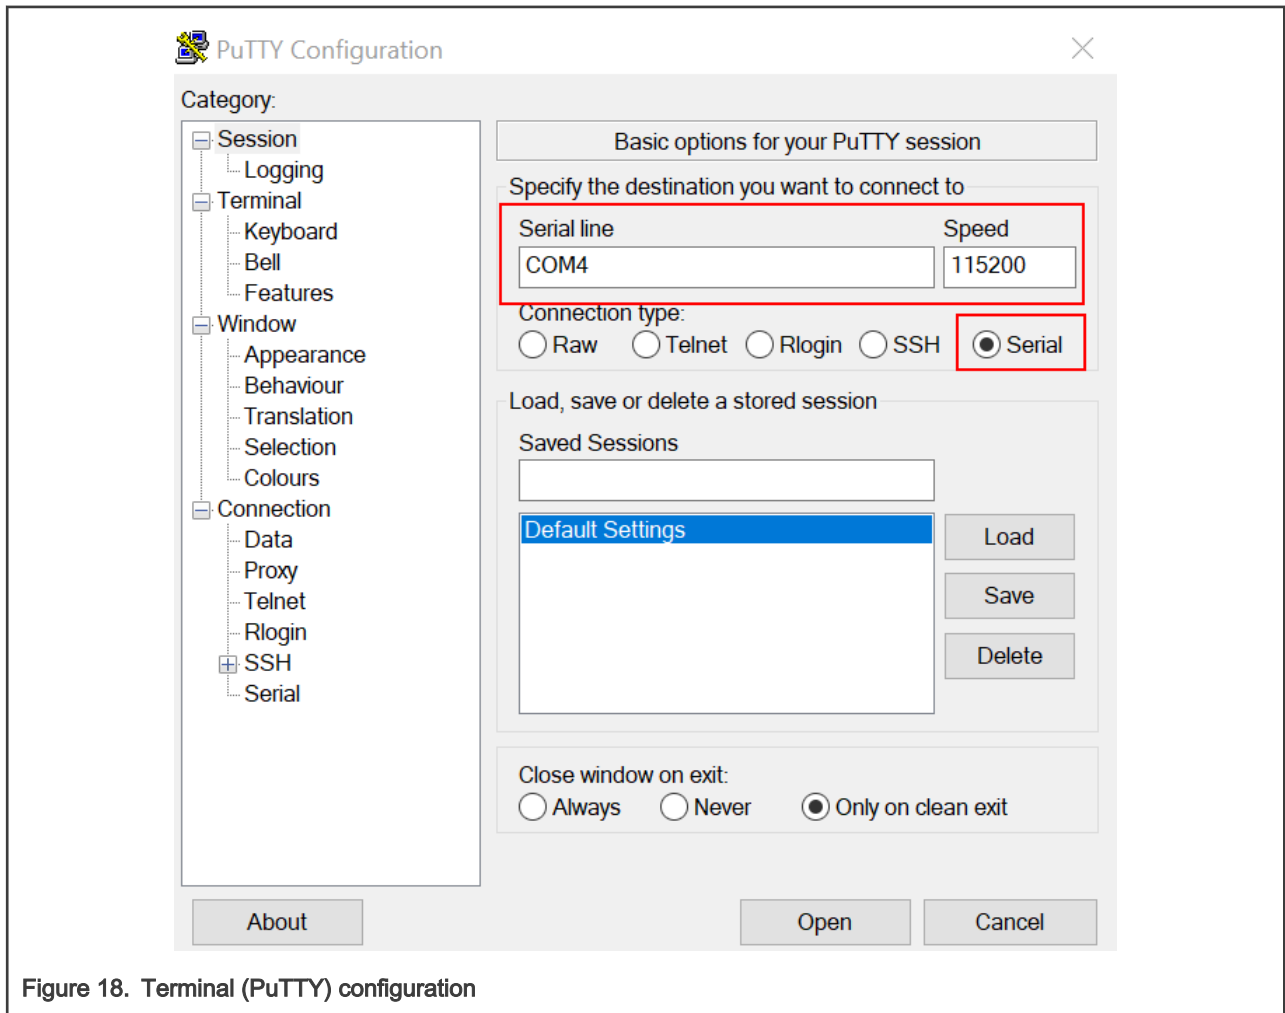 PuTTY Configuration
Category:
Session
Logging
Terminal
Keyboard
Bell
Features
Window
Appearance
Behaviour
Translation
Selection
Colours
Connection
Data
Proxy
Telnet
Rlogin
SSH
Serial
Basic options for your PuTTY session
Specify the destination you want to connect to
Serial line Speed
COM4 115200
Connection type:
Raw Telnet Rlogin SSH Serial
Load, save or delete a stored session
Saved Sessions
Default Settings
Load
Save
Delete
Close window on exit:
Always Never Only on clean exit
About Open Cancel
Figure 18. Terminal (PuTTY) configuration